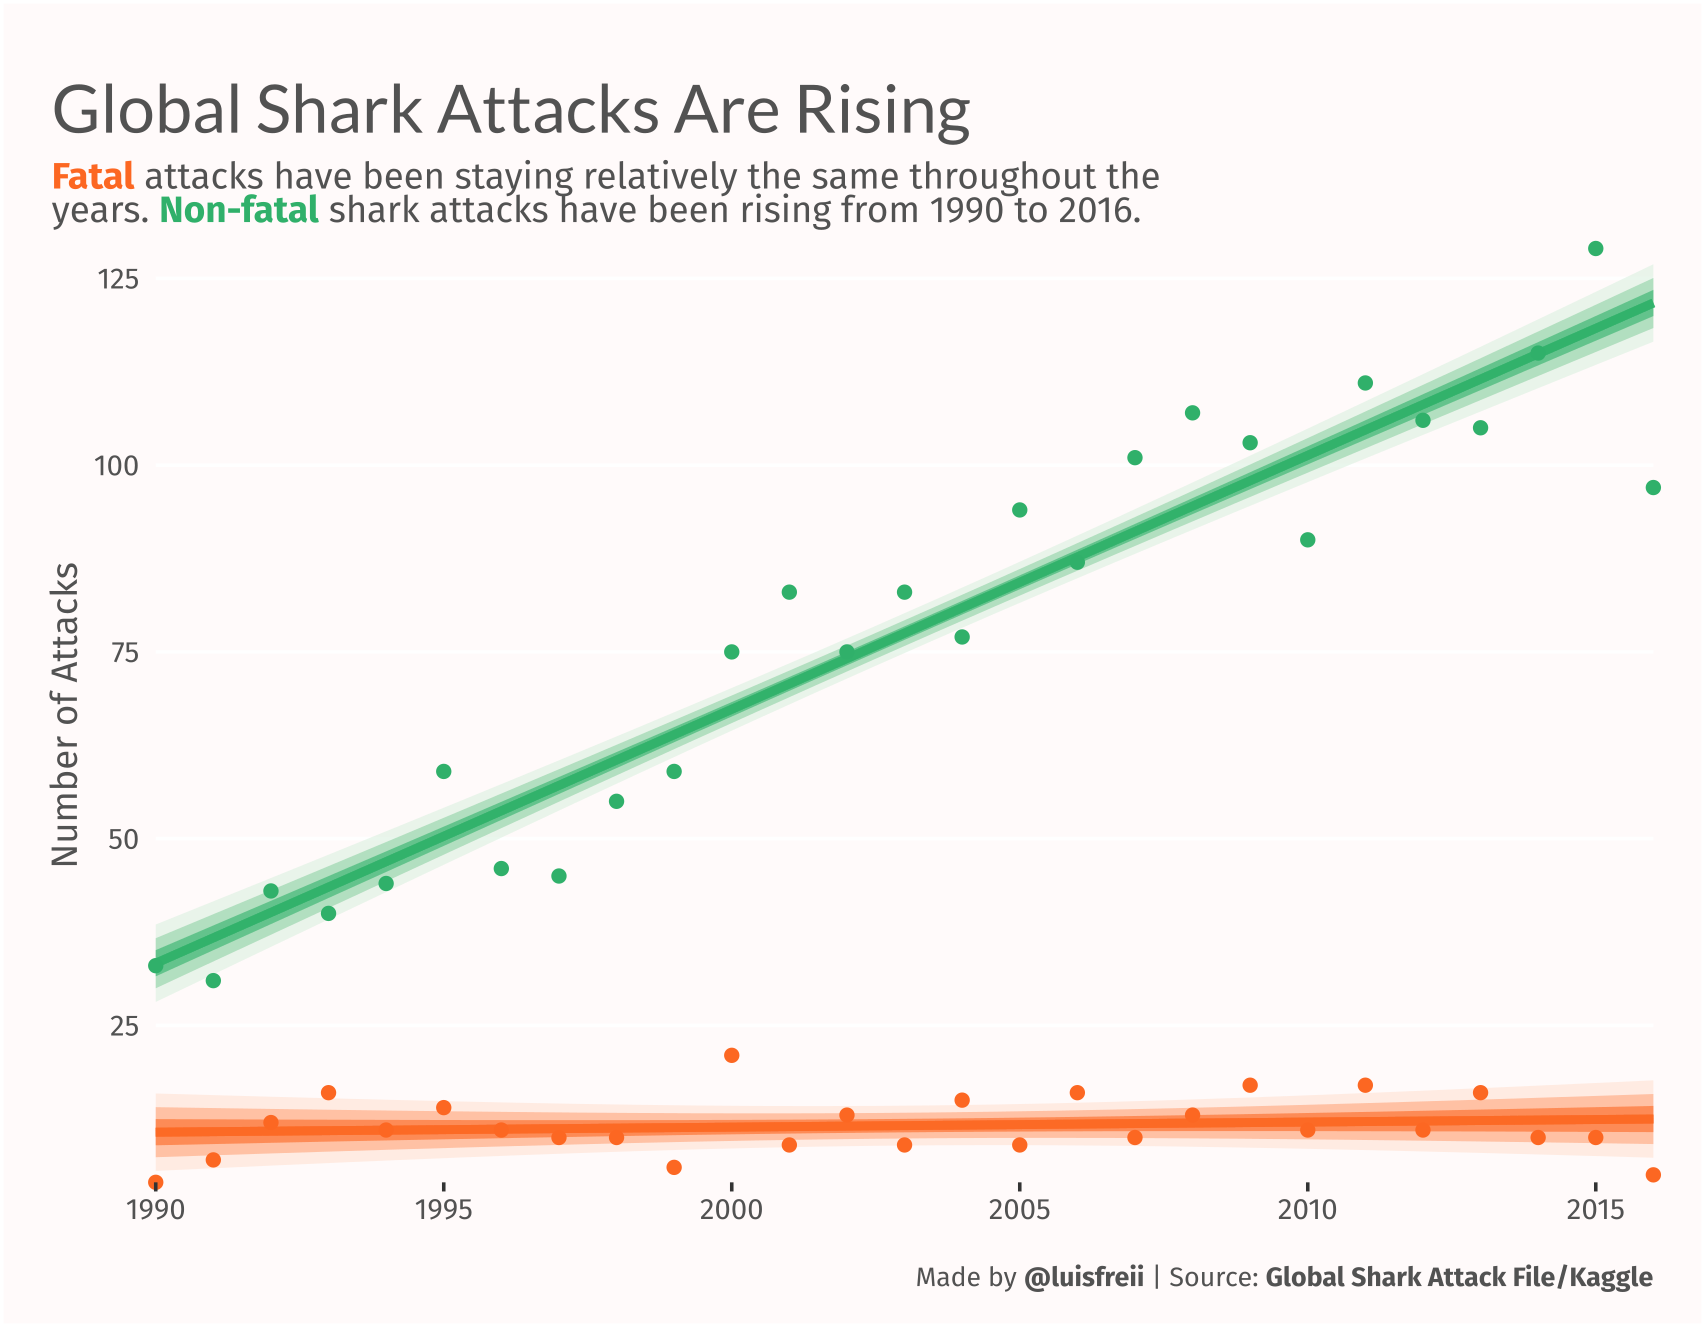 Global Shark Attacks Are Rising
Fatal attacks have been staying relatively the same throughout the
years. Non-fatal shark attacks have been rising from 1990 to 2016.
Number of Attacks
125
100
75
50
25
1990 1995 2000 2005 2010 2015
Made by @luisfreii | Source: Global Shark Attack File/Kaggle